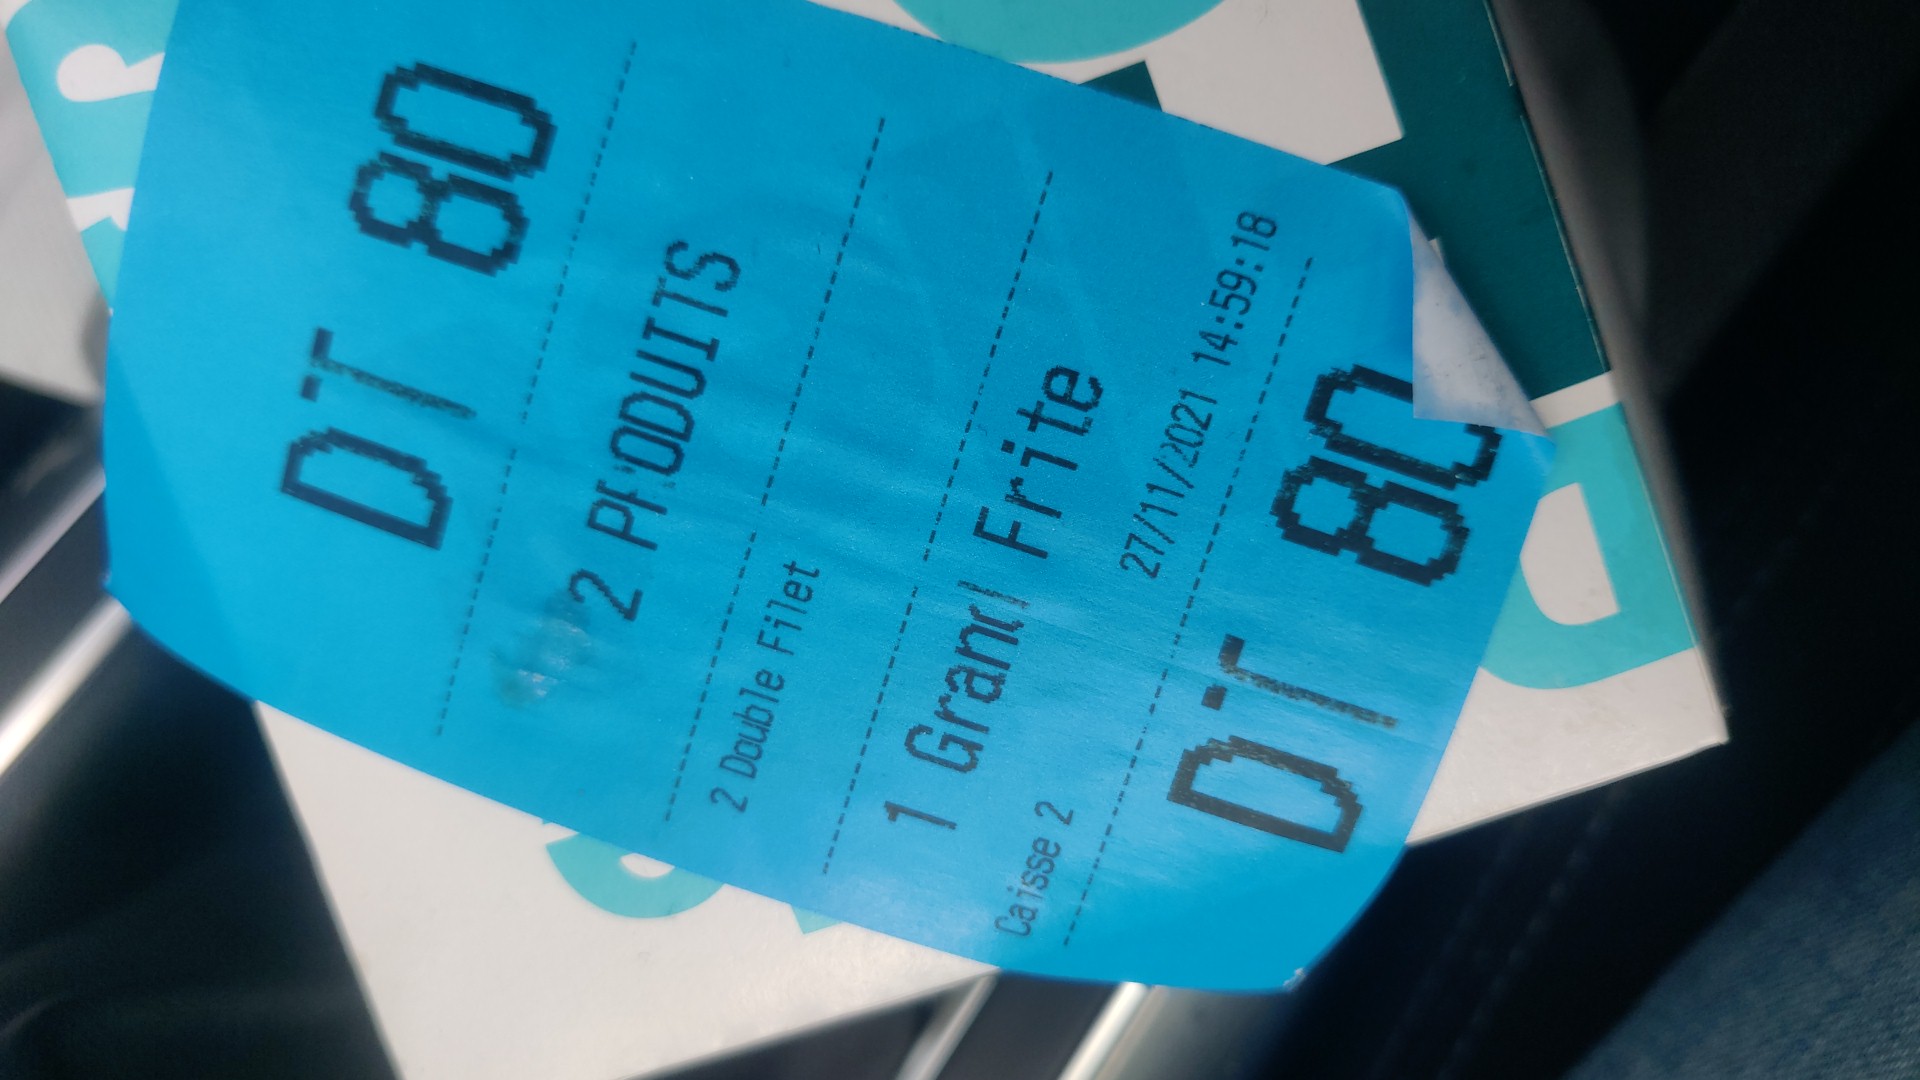 DT 80
2 PRODUITS
2 Double Filet
1 Grand Frite
Caisse 2 27/11/2021 14:59:18
DT 80